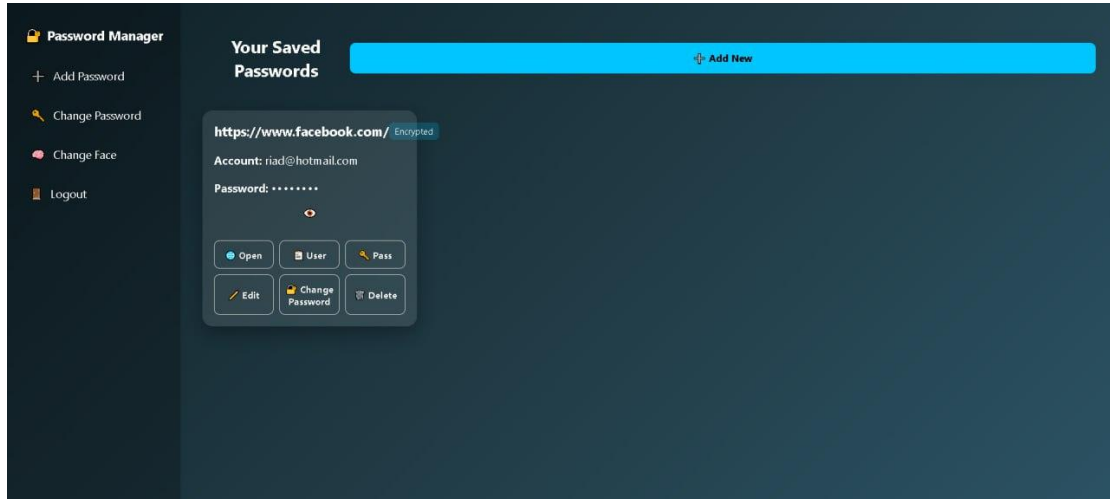 Password Manager
Add Password
Change Password
Change Face
Logout
Your Saved
Passwords
Add New
https://www.facebook.com/ Encrypted
Account: riad@hotmail.com
Password: ••••••••
Open User Pass
Edit Change Password Delete